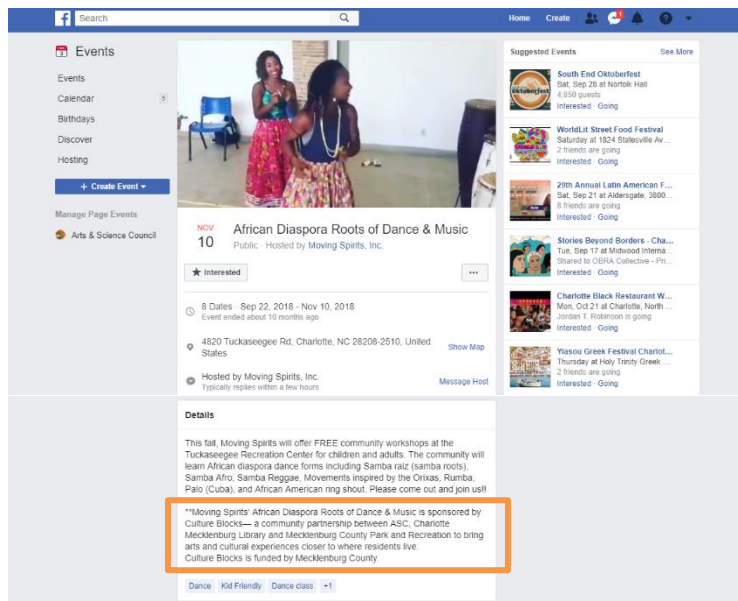 f Search
Home Create 1 ?
Events
Events
Calendar 5
Birthdays
Discover
Hosting
+ Create Event
Manage Page Events
Arts & Science Council
NOV
10
African Diaspora Roots of Dance & Music
Public · Hosted by Moving Spirits, Inc.
★ Interested
...
8 Dates · Sep 22, 2018 - Nov 10, 2018
Event ended about 10 months ago
4820 Tuckaseegee Rd, Charlotte, NC 28208-2510, United
States
Show Map
Hosted by Moving Spirits, Inc.
Typically replies within a few hours
Message Host
Suggested Events See More
Oktoberfest
South End Oktoberfest
Sat, Sep 28 at Norfolk Hall
4,850 guests
Interested · Going
WorldLit Street Food Festival
Saturday at 1824 Statesville Av...
2 friends are going
Interested · Going
29th Annual Latin American F...
Sat, Sep 21 at Aldersgate, 3800...
8 friends are going
Interested · Going
Stories Beyond Borders - Cha...
Tue, Sep 17 at Midwood Interna...
Shared to OBRA Collective - Pri...
Interested · Going
Charlotte Black Restaurant W...
Mon, Oct 21 at Charlotte, North ...
Jordan T. Robinson is going
Interested · Going
Yiasou Greek Festival Charlot...
Thursday at Holy Trinity Greek ...
2 friends are going
Interested · Going
Details
This fall, Moving Spirits will offer FREE community workshops at the
Tuckaseegee Recreation Center for children and adults. The community will
learn African diaspora dance forms including Samba raiz (samba roots),
Samba Afro, Samba Reggae, Movements inspired by the Orixas, Rumba,
Palo (Cuba), and African American ring shout. Please come out and join us!!
**Moving Spirits' African Diaspora Roots of Dance & Music is sponsored by
Culture Blocks— a community partnership between ASC, Charlotte
Mecklenburg Library and Mecklenburg County Park and Recreation to bring
arts and cultural experiences closer to where residents live.
Culture Blocks is funded by Mecklenburg County.
Dance Kid Friendly Dance class +1